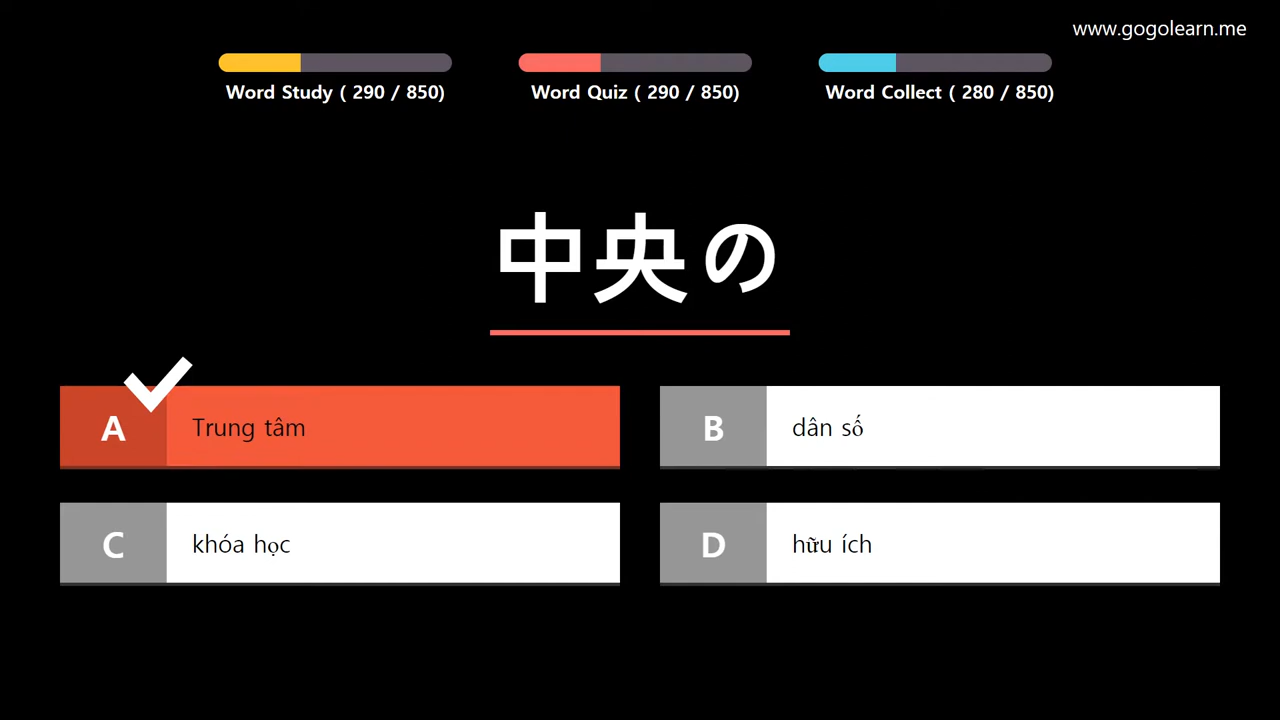 www.gogolearn.me
Word Study ( 290 / 850)
Word Quiz ( 290 / 850)
Word Collect ( 280 / 850)
中央の
A Trung tâm
B dân số
C khóa học
D hữu ích